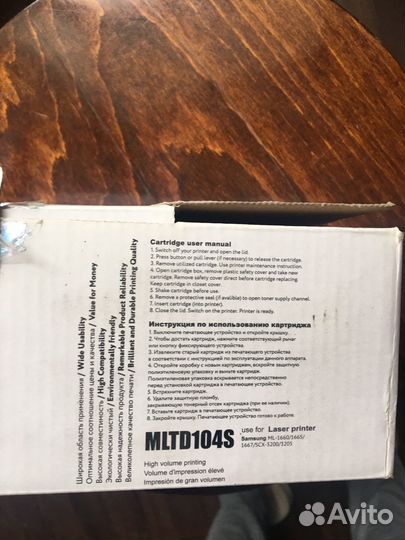 Широкая область применения / Wide Usability
Оптимальное соотношение цены и качества / Value for Money
Высокая совместимость / High Compatibility
Экологически чистый / Environmentally friendly
Высокая надежность продукта / Remarkable Product Reliability
Великолепное качество печати / Brilliant and Durable Printing Quality
Cartridge user manual
1. Switch off your printer and open the lid.
2. Press button or pull lever (if necessary) to release the cartridge.
3. Remove utilized cartridge. Use printer maintenance instruction.
4. Open cartridge box, remove plastic safety cover and take new
cartridge. Remove safety cover direct before cartridge replacing.
Keep cartridge in closet cover.
5. Shake cartridge before use.
6. Remove a protective seal (if avalible) to open toner supply channel.
7. Insert cartridge (into printer)
8. Close the lid. Switch on the printer. Printer is ready.
Инструкция по использованию картриджа
1. Выключите печатающее устройство и откройте крышку.
2. Чтобы достать картридж, нажмите соответствующий рычаг
или кнопку фиксирующего устройства.
3. Извлеките старый картридж из печатающего устройства
в соответствии с инструкцией по эксплуатации данного аппарата.
4. Откройте коробку с новым картриджем, вскройте защитную
полиэтиленовую упаковку и выньте картридж.
Полиэтиленовая упаковка вскрывается непосредственно
перед установкой картриджа в печатающее устройство.
5. Встряхните картридж.
6. Удалите защитную пломбу,
закрывающую тонерный отсек картриджа (при ее наличии).
7. Вставьте картридж в печатающее устройство.
8. Закройте крышку. Печатающее устройство готово к работе.
MLTD104S use for Laser printer
Samsung ML-1660/1665/
1667/SCX-3200/3205
High volume printing
Volume d'impression élevé
Impresión de gran volumen
Avito